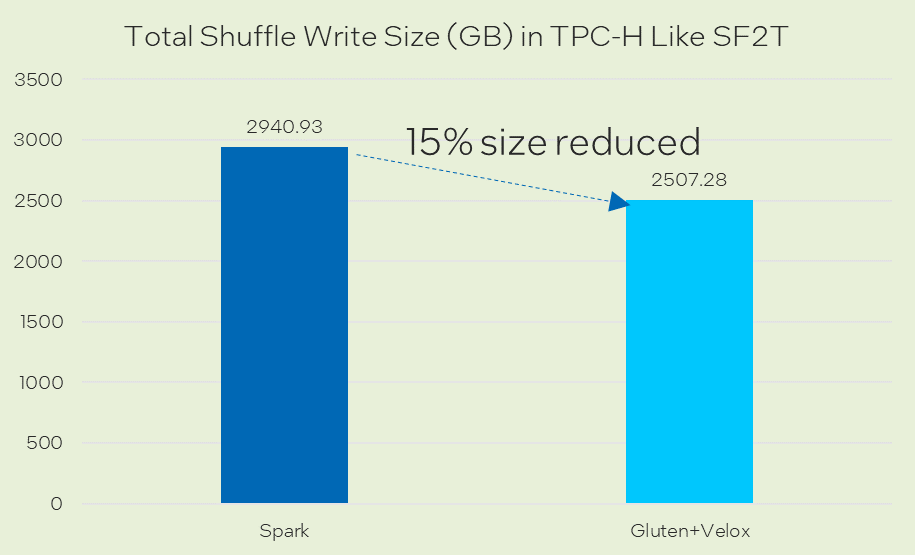 Total Shuffle Write Size (GB) in TPC-H Like SF2T
3500
3000
2500
2000
1500
1000
500
0
2940.93
15% size reduced
2507.28
Spark
Gluten+Velox